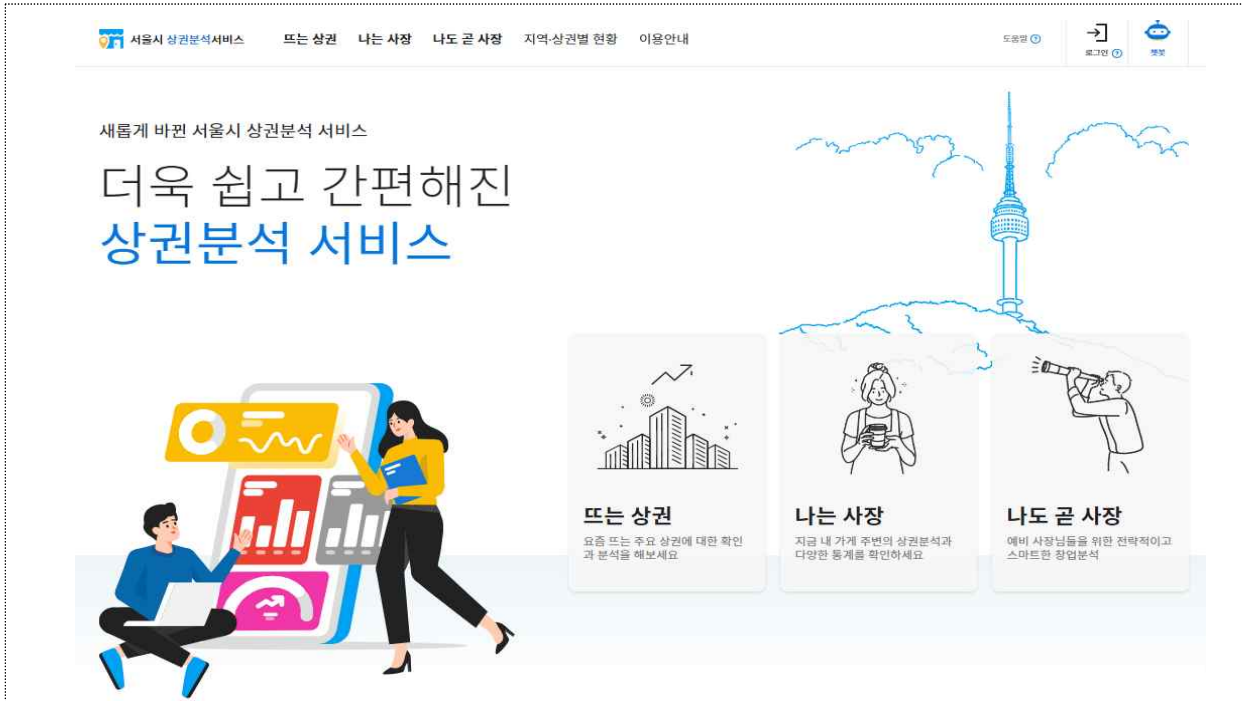 서울시 상권분석서비스
뜨는 상권 나는 사장 나도 곧 사장 지역·상권별 현황 이용안내
도움말
로그인
챗봇
새롭게 바뀐 서울시 상권분석 서비스
더욱 쉽고 간편해진
상권분석 서비스
뜨는 상권
요즘 뜨는 주요 상권에 대한 확인
과 분석을 해보세요
나는 사장
지금 내 가게 주변의 상권분석과
다양한 통계를 확인하세요
나도 곧 사장
예비 사장님들을 위한 전략적이고
스마트한 창업분석